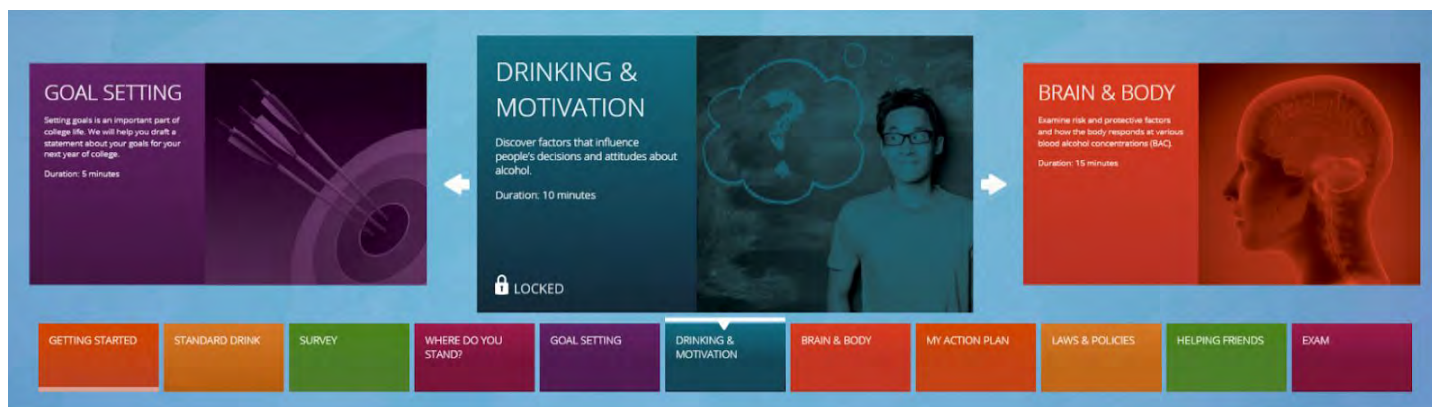 GOAL SETTING
Setting goals is an important part of
college life. We will help you draft a
statement about your goals for your
next year of college.
Duration: 5 minutes
DRINKING &
MOTIVATION
Discover factors that influence
people's decisions and attitudes about
alcohol.
Duration: 10 minutes
LOCKED
?
BRAIN & BODY
Examine risk and protective factors
and how the body responds at various
blood alcohol concentrations (BAC).
Duration: 15 minutes
GETTING STARTED
STANDARD DRINK
SURVEY
WHERE DO YOU
STAND?
GOAL SETTING
DRINKING &
MOTIVATION
BRAIN & BODY
MY ACTION PLAN
LAWS & POLICIES
HELPING FRIENDS
EXAM